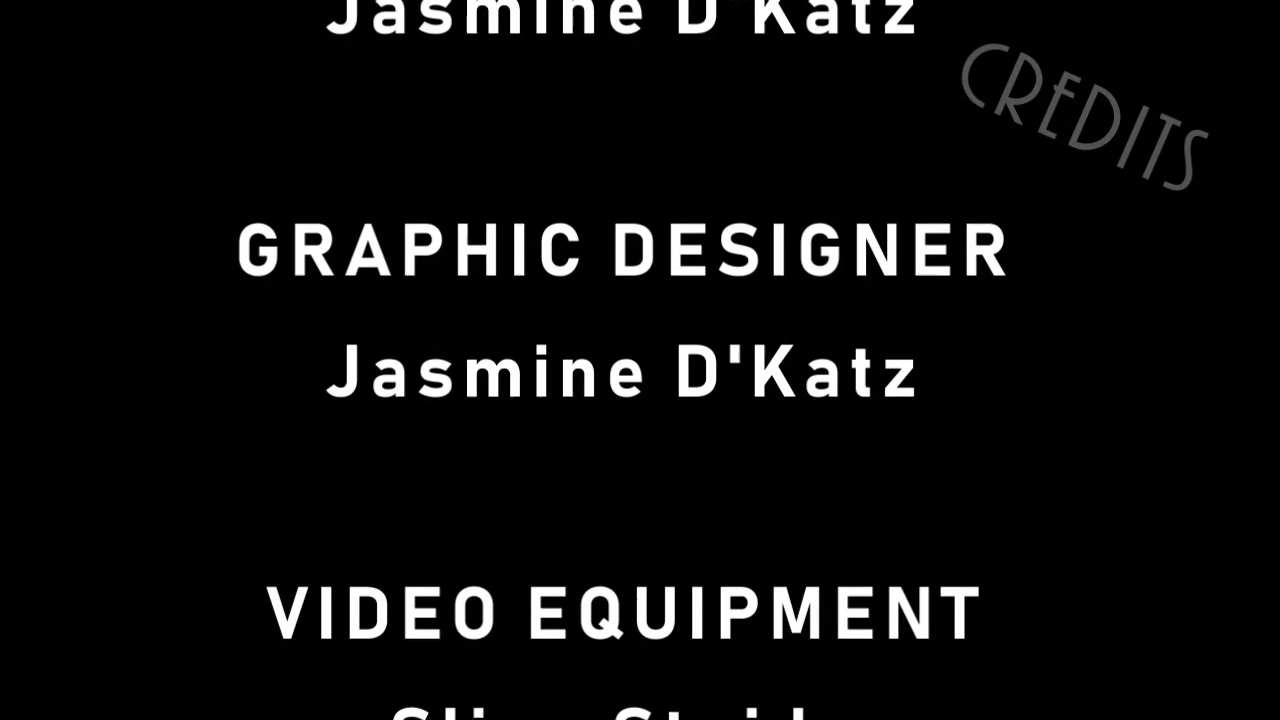 Jasmine D'Katz
CREDITS
GRAPHIC DESIGNER
Jasmine D'Katz
VIDEO EQUIPMENT